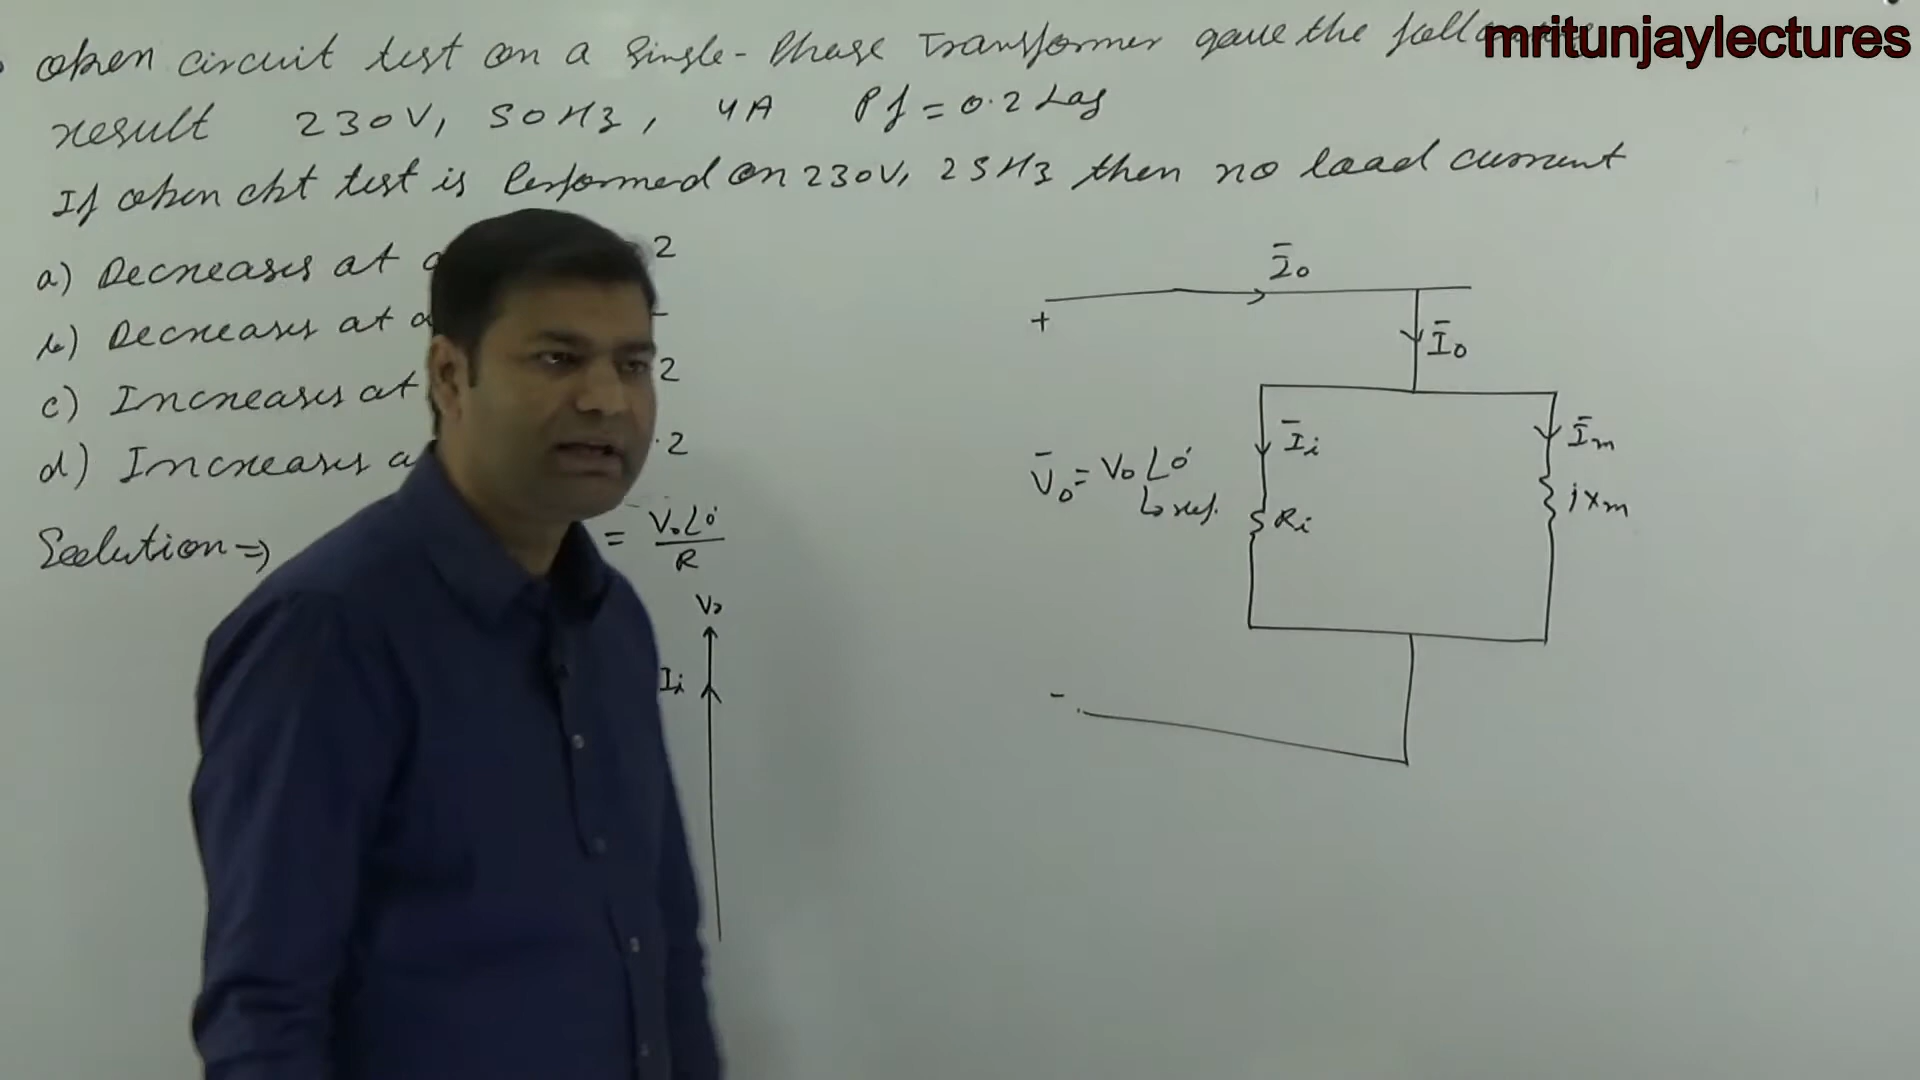 mritunjaylectures
open circuit test on a single-Phase Transformer gave the
result 230V, 50Hz, 4A Pf = 0.2 Lag
If open ckt test is Performed on 230V, 25Hz then no load current
a) Decreases at 2
b) Decreases at
c) Increases at 2
d) Increases .2
Solution ⇒ = V₀∠0° / R
V₀
Ii
Ī₀
+
Ī₀
Īi
Īm
V̄₀ = V₀∠0°
↳ ref.
Ri
jXm
-